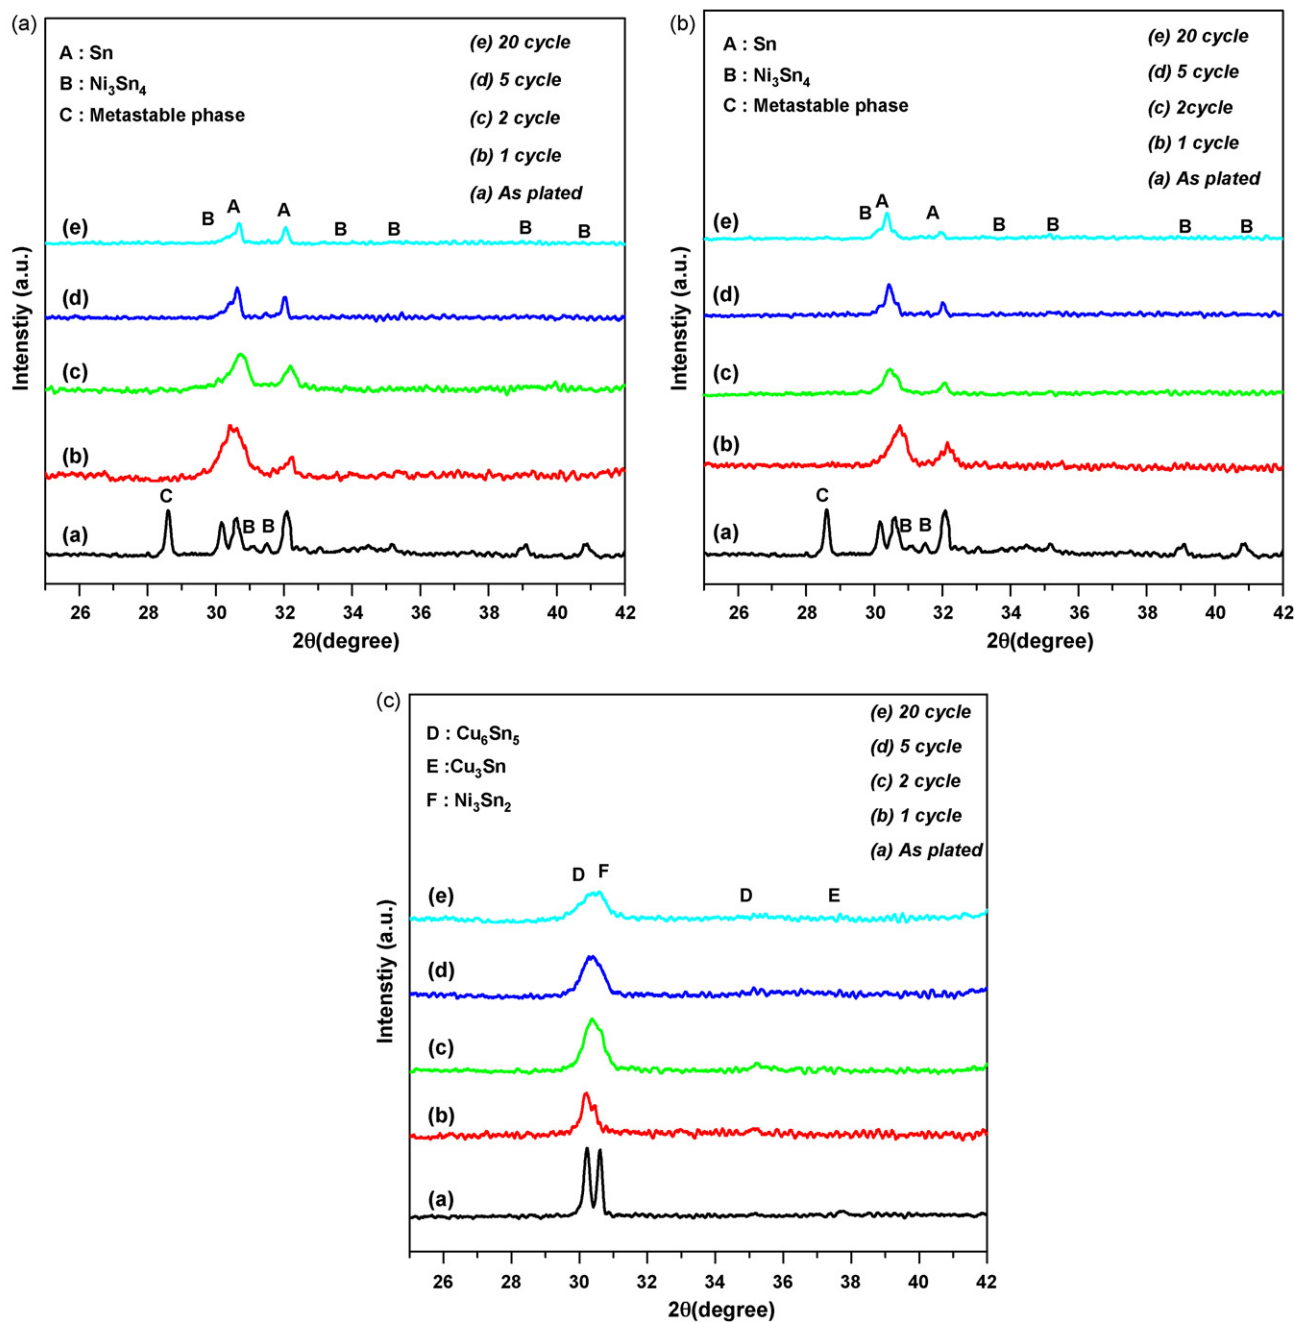 (a)
A : Sn
B : Ni₃Sn₄
C : Metastable phase
(e) 20 cycle
(d) 5 cycle
(c) 2 cycle
(b) 1 cycle
(a) As plated
(e) B A A B B B B
(d)
(c)
(b)
C
(a) B B
Intenstiy (a.u.)
26 28 30 32 34 36 38 40 42
2θ(degree)
(b)
A : Sn
B : Ni₃Sn₄
C : Metastable phase
(e) 20 cycle
(d) 5 cycle
(c) 2cycle
(b) 1 cycle
(a) As plated
(e) B A A B B B B
(d)
(c)
(b)
C
(a) B B
Intenstiy (a.u.)
26 28 30 32 34 36 38 40 42
2θ(degree)
(c)
D : Cu₆Sn₅
E :Cu₃Sn
F : Ni₃Sn₂
(e) 20 cycle
(d) 5 cycle
(c) 2 cycle
(b) 1 cycle
(a) As plated
(e) D F D E
(d)
(c)
(b)
(a)
Intenstiy (a.u.)
26 28 30 32 34 36 38 40 42
2θ(degree)